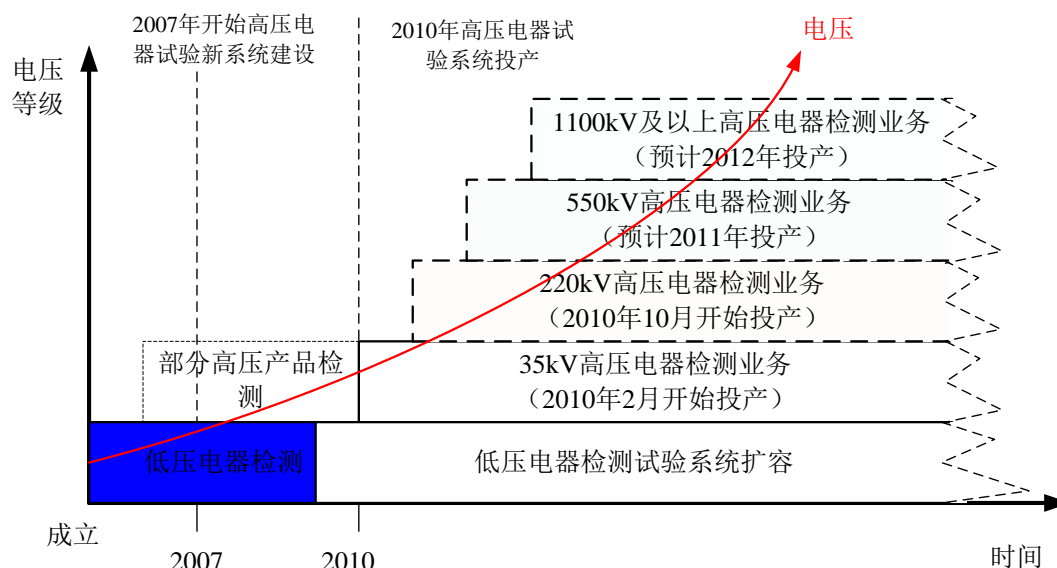 2007年开始高压电
器试验新系统建设
2010年高压电器试
验系统投产
电压
电压
等级
1100kV及以上高压电器检测业务
（预计2012年投产）
550kV高压电器检测业务
（预计2011年投产）
220kV高压电器检测业务
（2010年10月开始投产）
部分高压产品检
测
35kV高压电器检测业务
（2010年2月开始投产）
低压电器检测
低压电器检测试验系统扩容
成立
2007
2010
时间